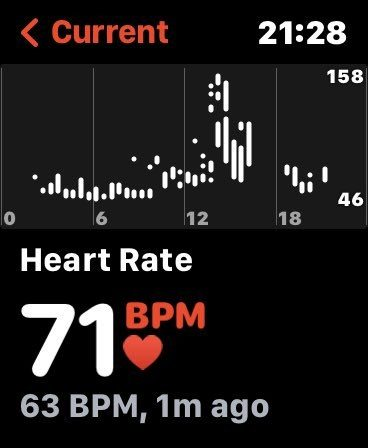 Current
21:28
158
46
0 6 12 18
Heart Rate
71 BPM
63 BPM, 1m ago